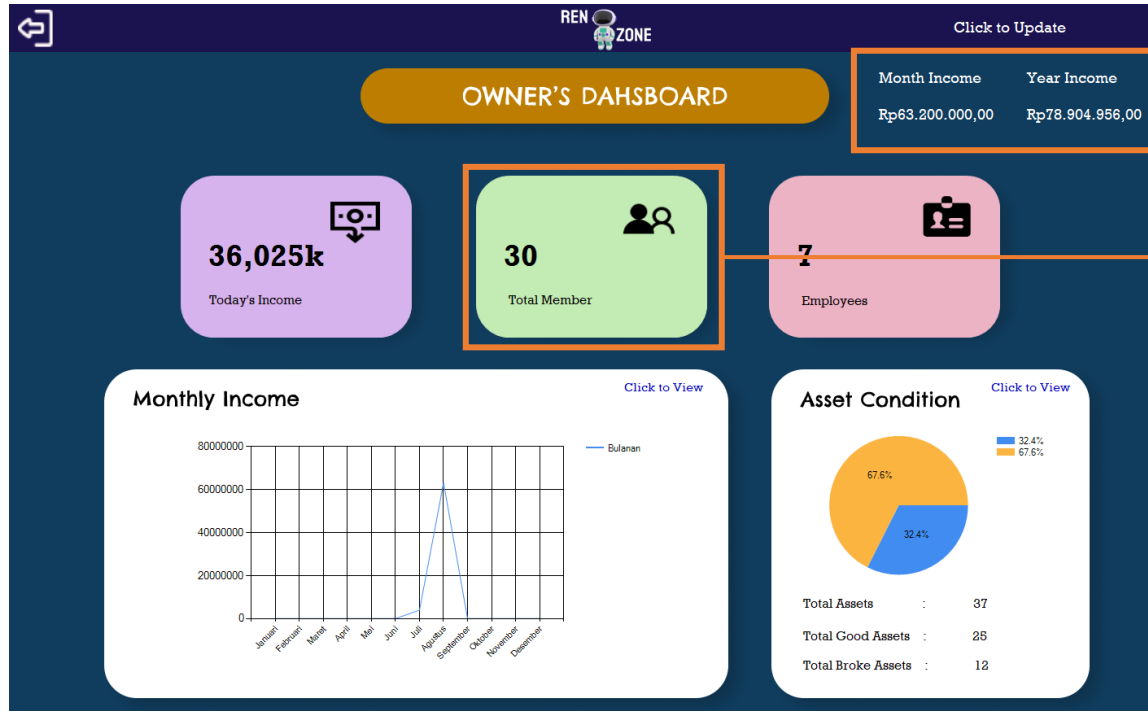 REN
ZONE
Click to Update
OWNER'S DAHSBOARD
Month Income Year Income
Rp63.200.000,00 Rp78.904.956,00
36,025k
Today's Income
30
Total Member
7
Employees
Monthly Income
Click to View
80000000
60000000
40000000
20000000
0
Januari Februari Maret April Mei Juni Juli Agustus September Oktober November Desember
Bulanan
Asset Condition
Click to View
32.4%
67.6%
67.6%
32.4%
Total Assets : 37
Total Good Assets : 25
Total Broke Assets : 12